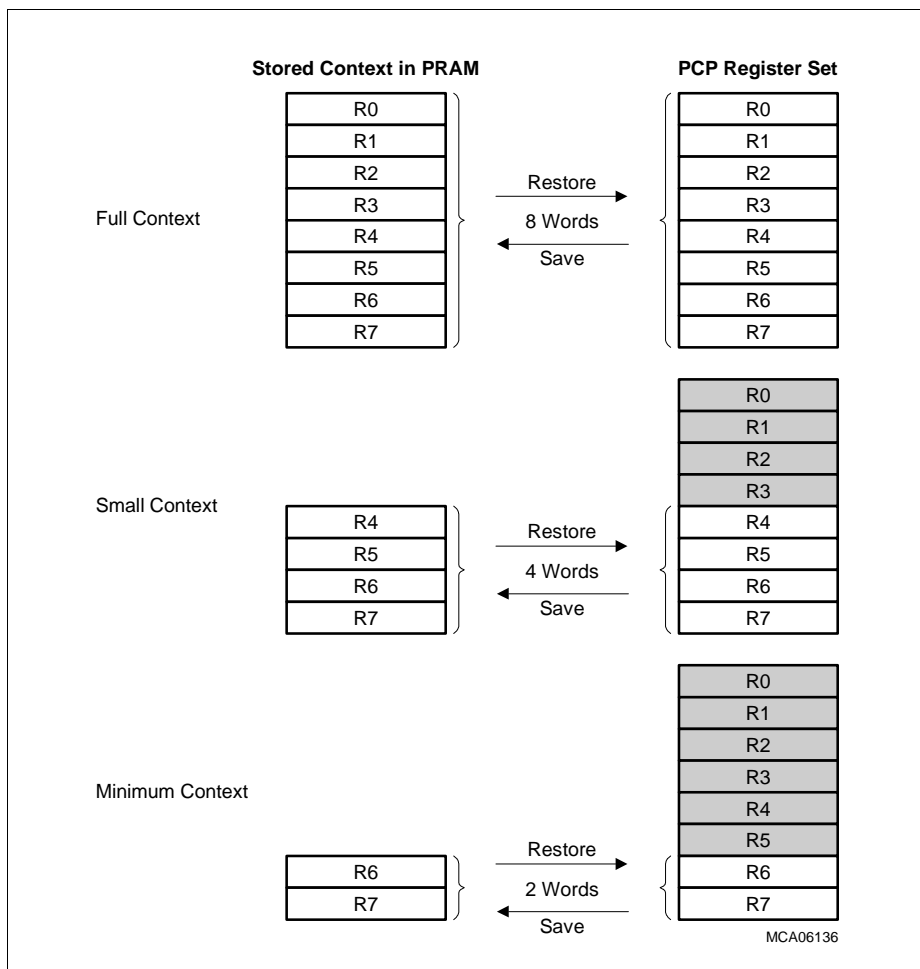 Stored Context in PRAM
PCP Register Set
R0
R1
R2
R3
R4
R5
R6
R7
Full Context
Restore
8 Words
Save
R0
R1
R2
R3
R4
R5
R6
R7
Small Context
R4
R5
R6
R7
Restore
4 Words
Save
R0
R1
R2
R3
R4
R5
R6
R7
Minimum Context
R6
R7
Restore
2 Words
Save
R0
R1
R2
R3
R4
R5
R6
R7
MCA06136